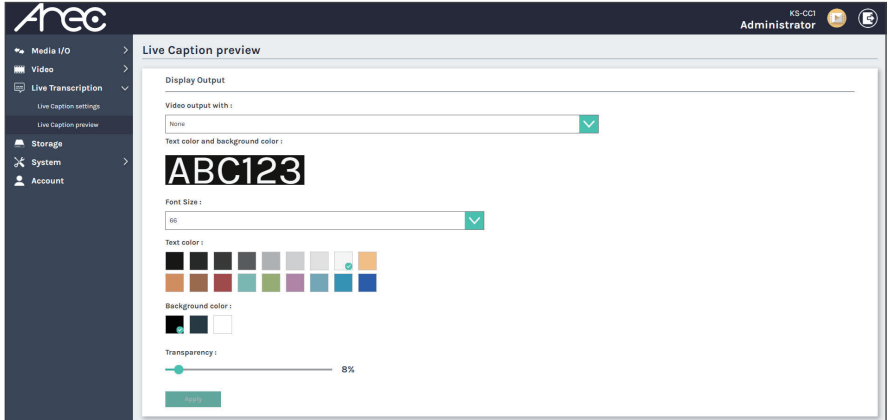 Arec
KS-CC1
Administrator
Media I/O
Video
Live Transcription
Live Caption settings
Live Caption preview
Storage
System
Account
Live Caption preview
Display Output
Video output with :
None
Text color and background color :
ABC123
Font Size :
66
Text color :
Background color :
Transparency :
8%
Apply